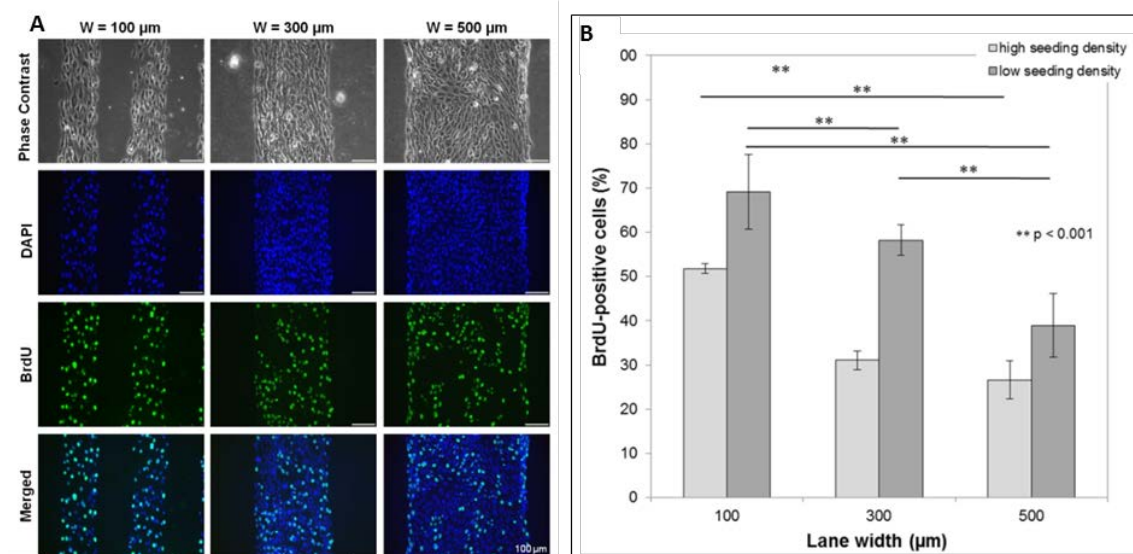 A
W = 100 µm W = 300 µm W = 500 µm
Phase Contrast
DAPI
BrdU
Merged
100 µm
B
high seeding density
low seeding density
BrdU-positive cells (%)
00
90
80
70
60
50
40
30
20
10
00
**
**
**
**
**
** p < 0.001
100 300 500
Lane width (µm)